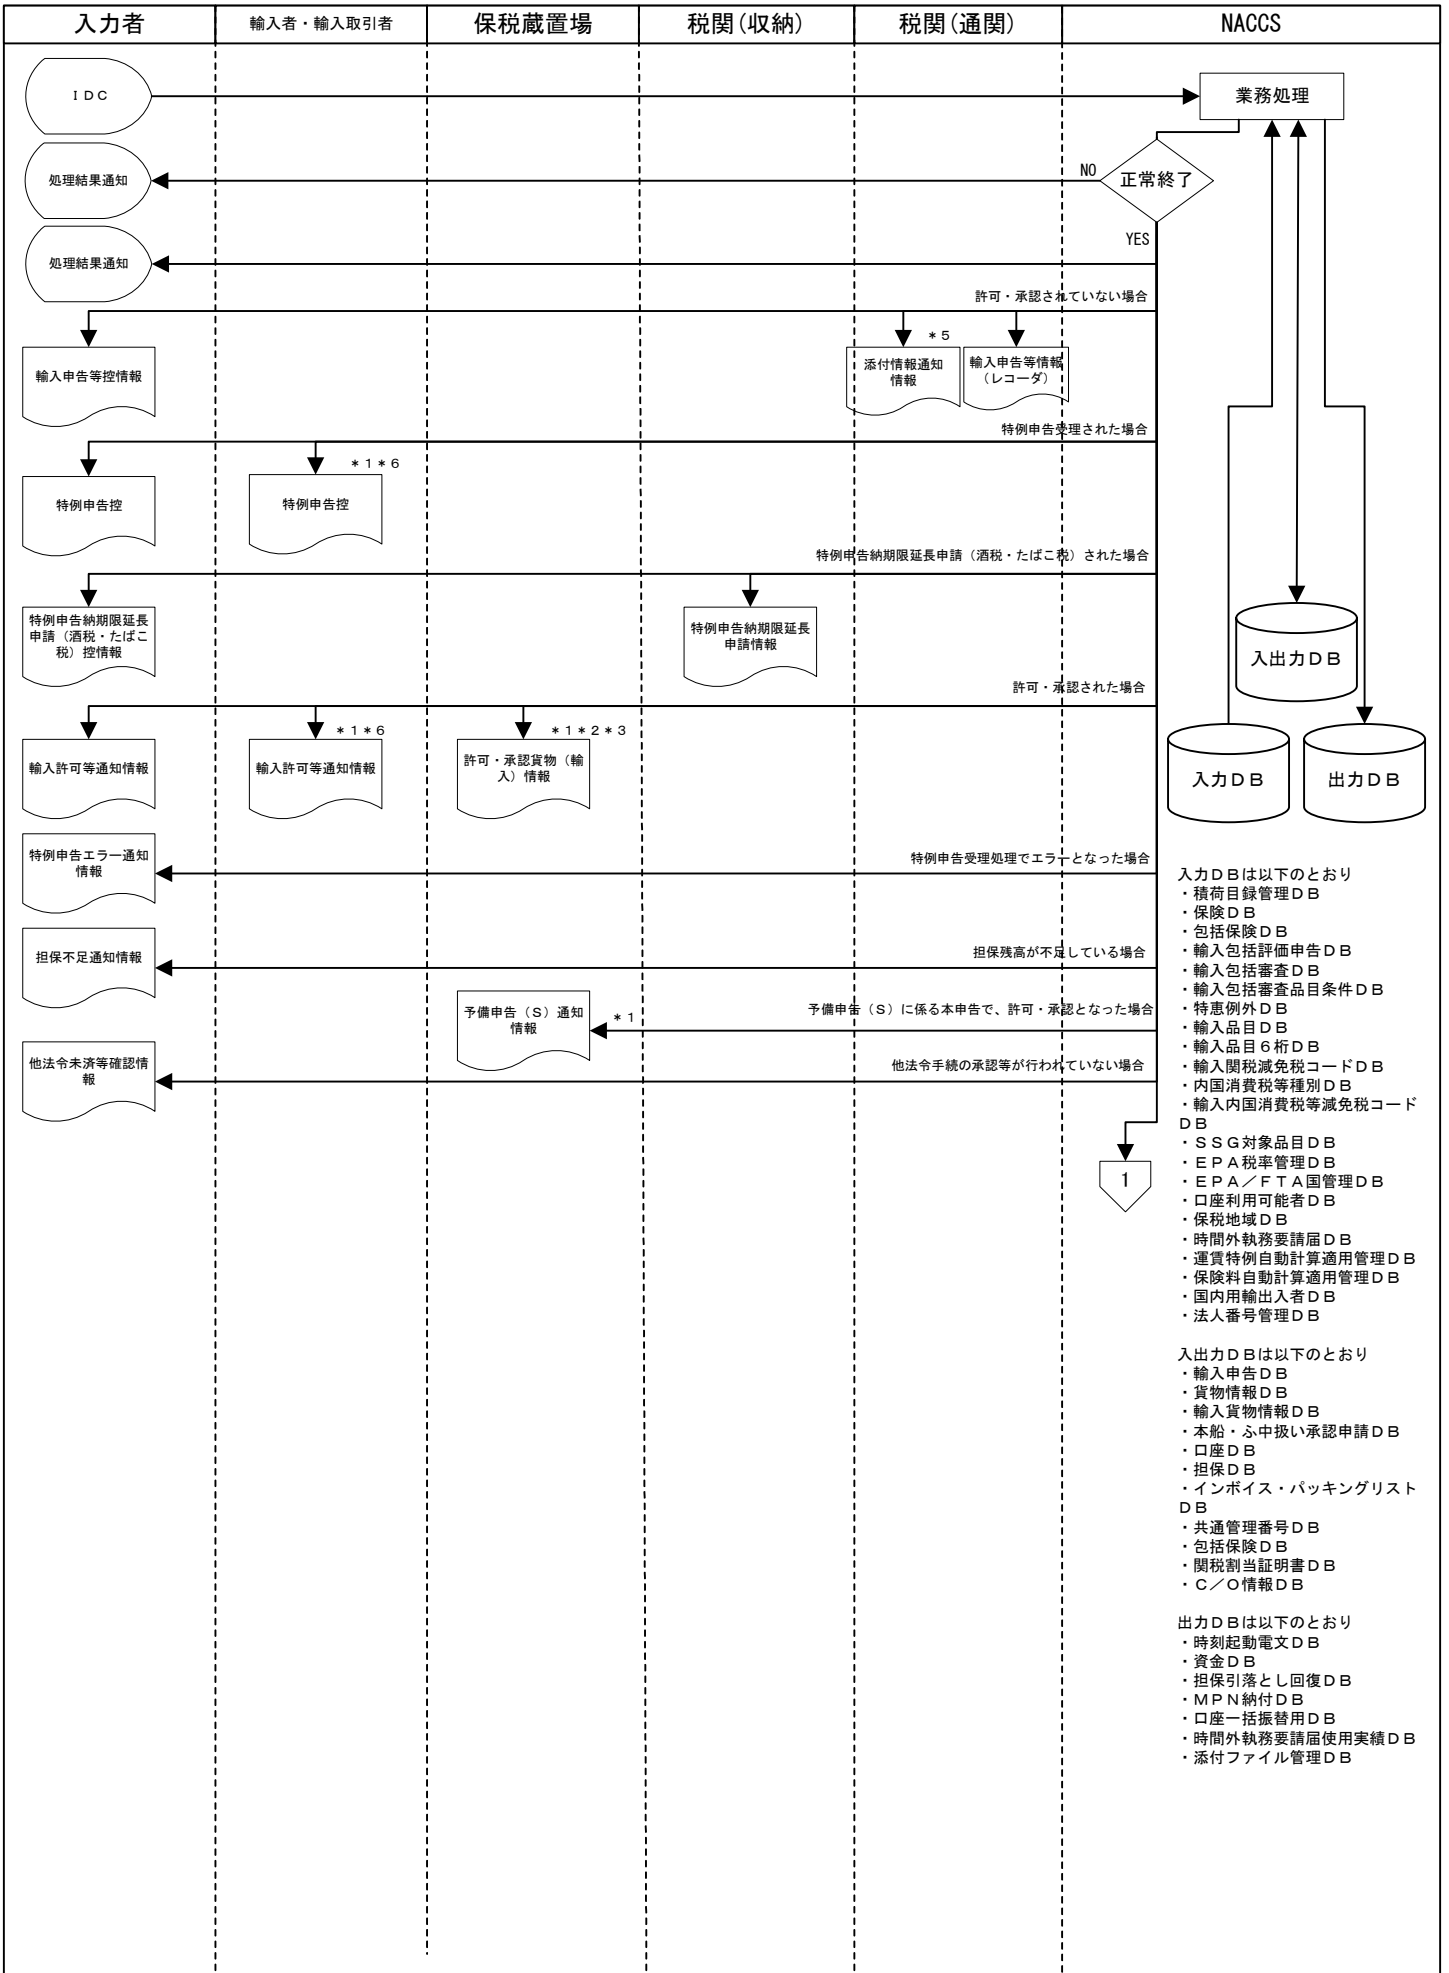 入力者
輸入者・輸入取引者
保税蔵置場
税関(収納)
税関(通関)
NACCS
ＩＤＣ
業務処理
処理結果通知
NO
正常終了
YES
処理結果通知
許可・承認されていない場合
輸入申告等控情報
＊５
添付情報通知
情報
輸入申告等情報
（レコーダ）
特例申告受理された場合
特例申告控
＊１＊６
特例申告控
特例申告納期限延長申請（酒税・たばこ税）された場合
特例申告納期限延長
申請（酒税・たばこ
税）控情報
特例申告納期限延長
申請情報
入出力ＤＢ
許可・承認された場合
輸入許可等通知情報
＊１＊６
輸入許可等通知情報
＊１＊２＊３
許可・承認貨物（輸
入）情報
入力ＤＢ
出力ＤＢ
特例申告エラー通知
情報
特例申告受理処理でエラーとなった場合
担保不足通知情報
担保残高が不足している場合
予備申告（Ｓ）通知
情報
＊１
予備申告（Ｓ）に係る本申告で、許可・承認となった場合
他法令未済等確認情
報
他法令手続の承認等が行われていない場合
1
入力ＤＢは以下のとおり
・積荷目録管理ＤＢ
・保険ＤＢ
・包括保険ＤＢ
・輸入包括評価申告ＤＢ
・輸入包括審査ＤＢ
・輸入包括審査品目条件ＤＢ
・特恵例外ＤＢ
・輸入品目ＤＢ
・輸入品目６桁ＤＢ
・輸入関税減免税コードＤＢ
・内国消費税等種別ＤＢ
・輸入内国消費税等減免税コード
ＤＢ
・ＳＳＧ対象品目ＤＢ
・ＥＰＡ税率管理ＤＢ
・ＥＰＡ／ＦＴＡ国管理ＤＢ
・口座利用可能者ＤＢ
・保税地域ＤＢ
・時間外執務要請届ＤＢ
・運賃特例自動計算適用管理ＤＢ
・保険料自動計算適用管理ＤＢ
・国内用輸出入者ＤＢ
・法人番号管理ＤＢ
入出力ＤＢは以下のとおり
・輸入申告ＤＢ
・貨物情報ＤＢ
・輸入貨物情報ＤＢ
・本船・ふ中扱い承認申請ＤＢ
・口座ＤＢ
・担保ＤＢ
・インボイス・パッキングリスト
ＤＢ
・共通管理番号ＤＢ
・包括保険ＤＢ
・関税割当証明書ＤＢ
・Ｃ／Ｏ情報ＤＢ
出力ＤＢは以下のとおり
・時刻起動電文ＤＢ
・資金ＤＢ
・担保引落とし回復ＤＢ
・ＭＰＮ納付ＤＢ
・口座一括振替用ＤＢ
・時間外執務要請届使用実績ＤＢ
・添付ファイル管理ＤＢ